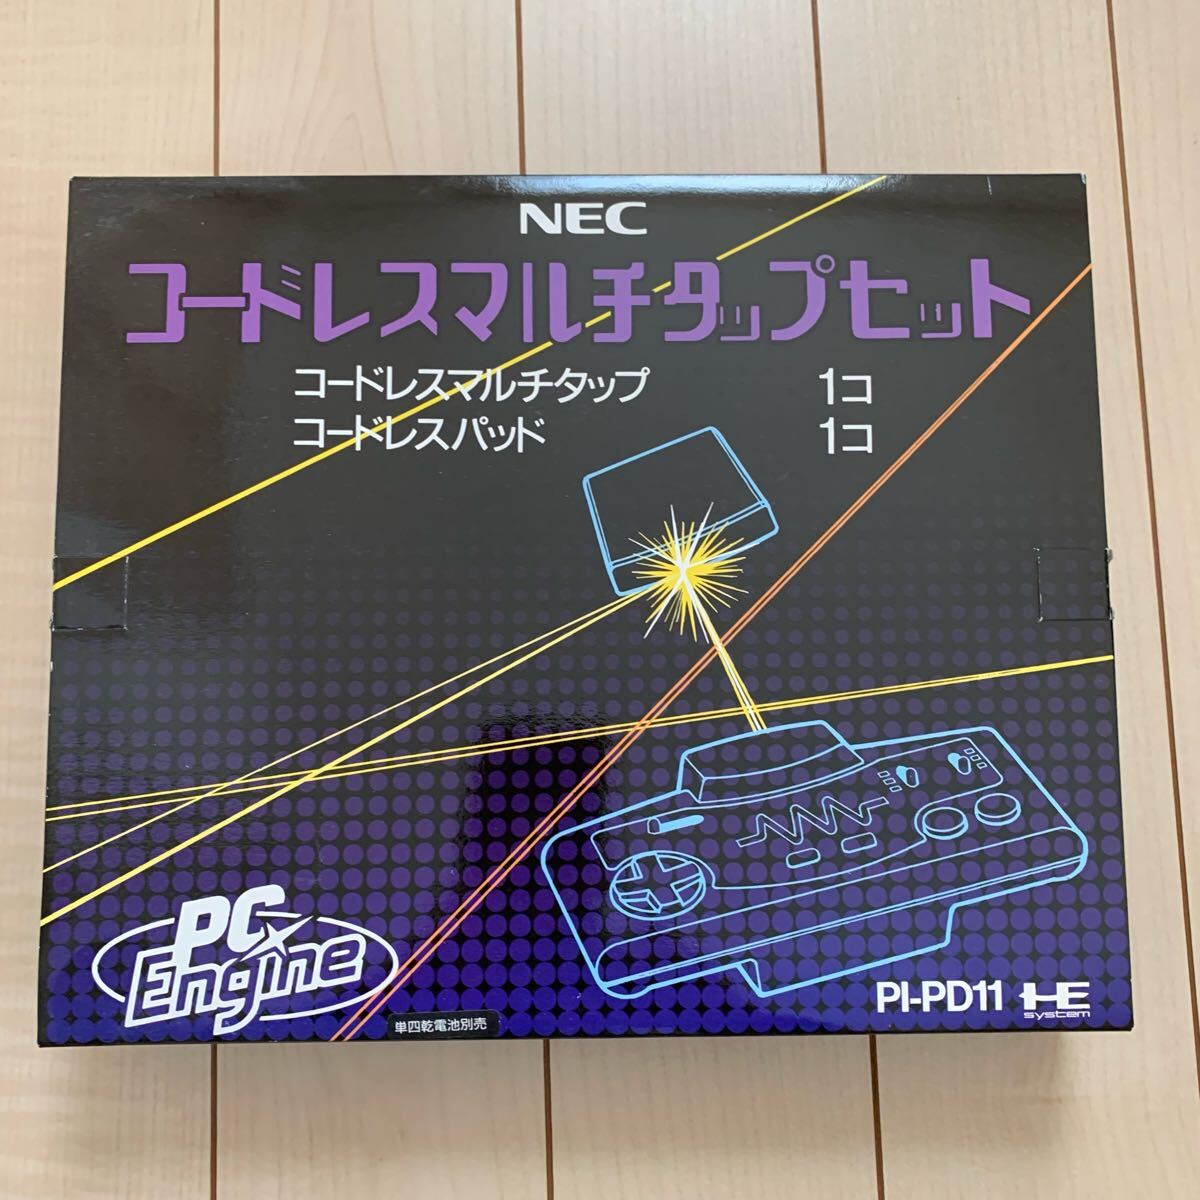 NEC
コードレスマルチタップセット
コードレスマルチタップ 1コ
コードレスパッド 1コ
PC Engine
単四乾電池別売
PI-PD11 HE system